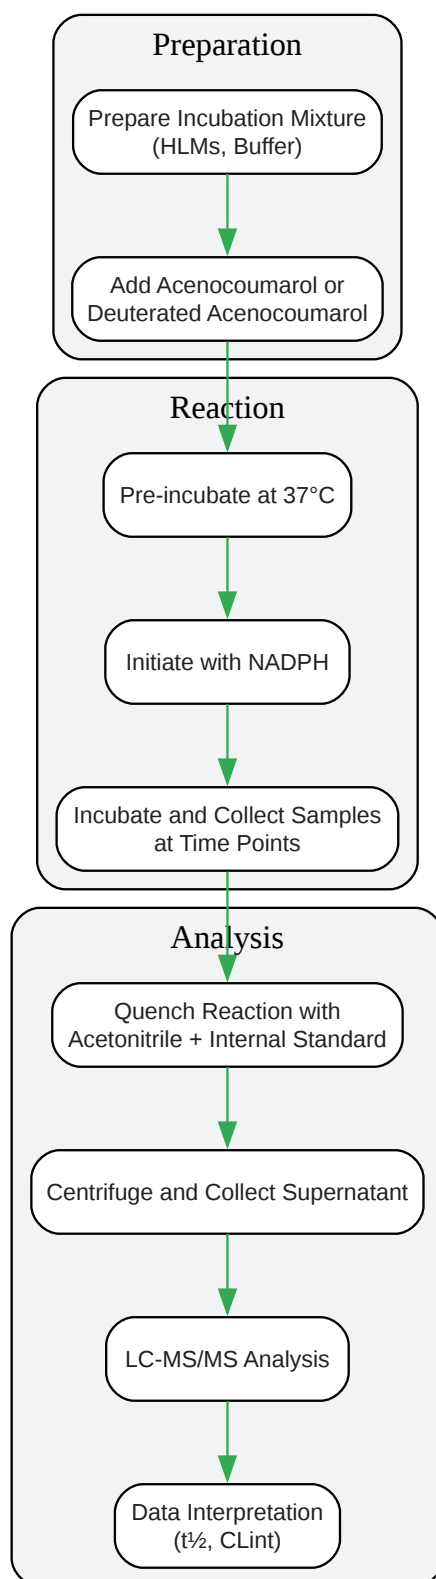 Preparation
Prepare Incubation Mixture
(HLMs, Buffer)
Add Acenocoumarol or
Deuterated Acenocoumarol
Reaction
Pre-incubate at 37°C
Initiate with NADPH
Incubate and Collect Samples
at Time Points
Analysis
Quench Reaction with
Acetonitrile + Internal Standard
Centrifuge and Collect Supernatant
LC-MS/MS Analysis
Data Interpretation
(t½, CLint)